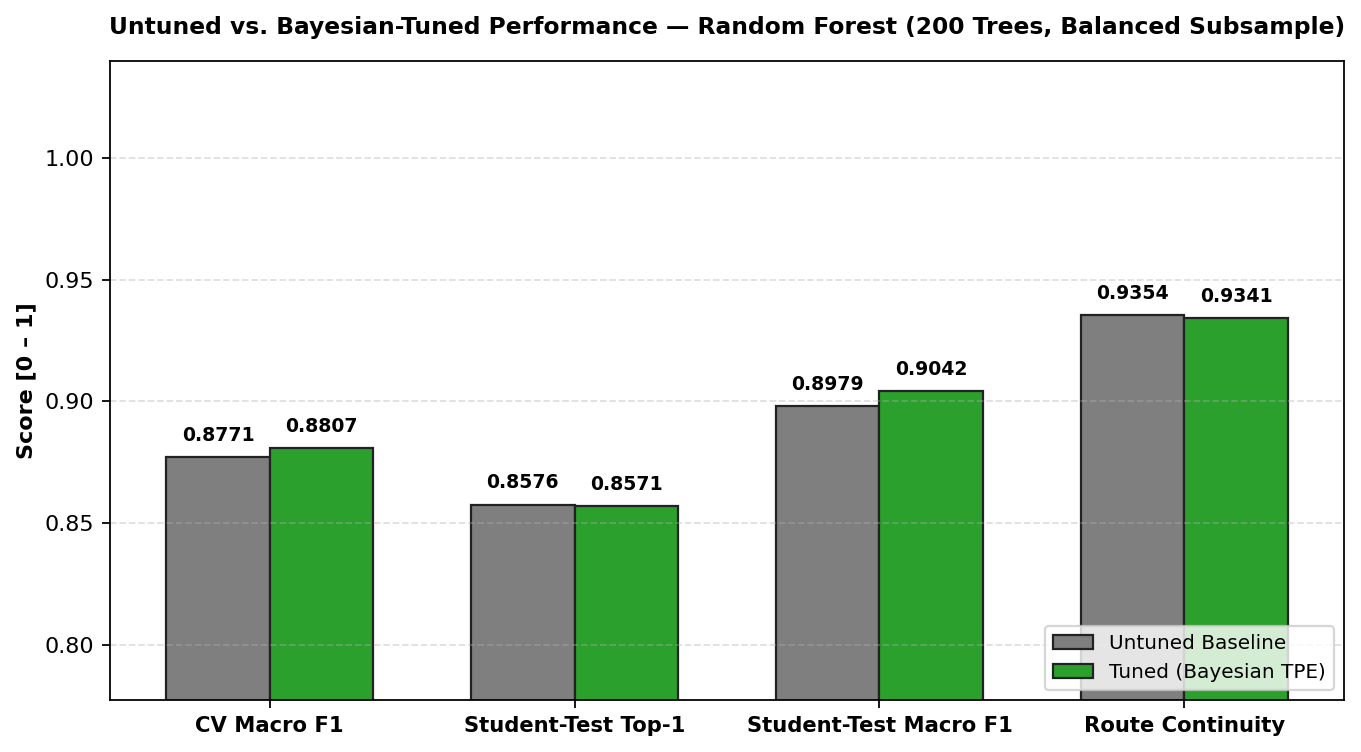 Untuned vs. Bayesian-Tuned Performance — Random Forest (200 Trees, Balanced Subsample)
Score [0 – 1]
1.00
0.95
0.90
0.85
0.80
0.8771
0.8807
0.8576
0.8571
0.8979
0.9042
0.9354
0.9341
Untuned Baseline
Tuned (Bayesian TPE)
CV Macro F1
Student-Test Top-1
Student-Test Macro F1
Route Continuity